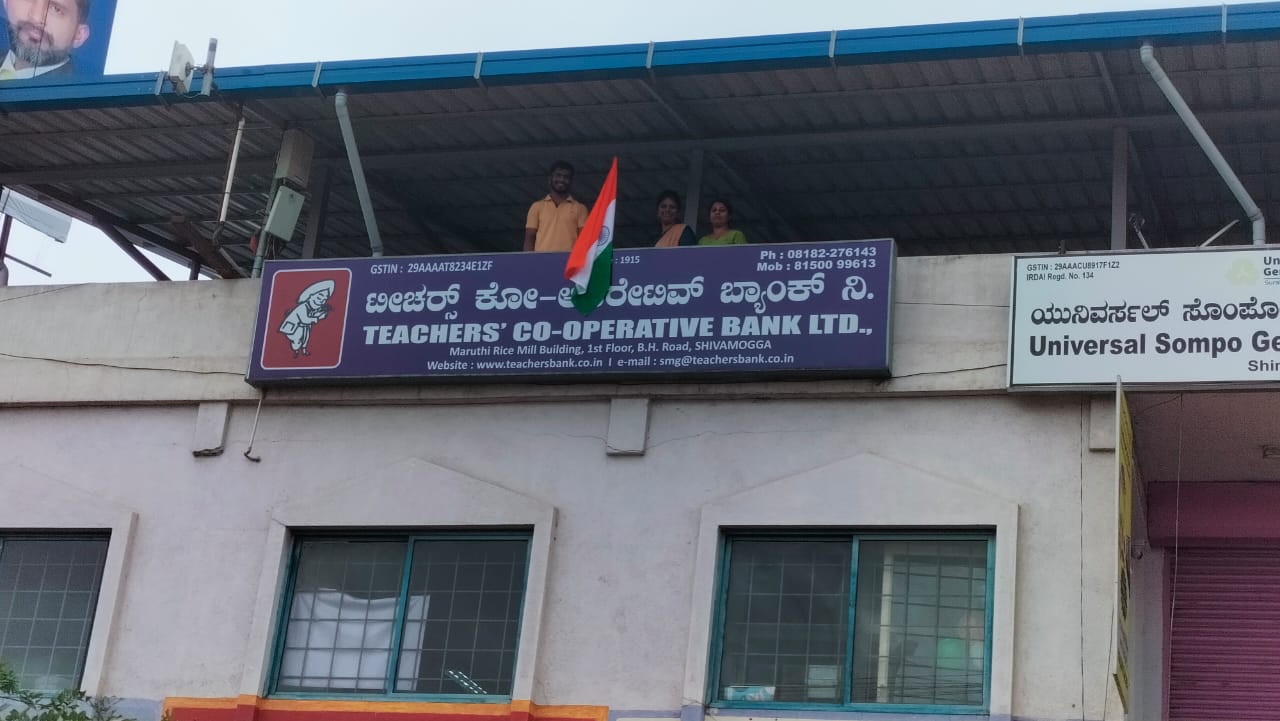 GSTIN : 29AAAAT8234E1ZF
: 1915
Ph : 08182-276143
Mob : 81500 99613
ಟೀಚರ್ಸ್ ಕೋ-ಆಪರೇಟಿವ್ ಬ್ಯಾಂಕ್ ನಿ.
TEACHERS' CO-OPERATIVE BANK LTD.,
Maruthi Rice Mill Building, 1st Floor, B.H. Road, SHIVAMOGGA
Website : www.teachersbank.co.in I e-mail : smg@teachersbank.co.in
GSTIN : 29AAACU8917F1Z2
IRDAI Regd. No. 134
ಯುನಿವರ್ಸಲ್ ಸೊಂಪೊ
Universal Sompo Ge
Shi